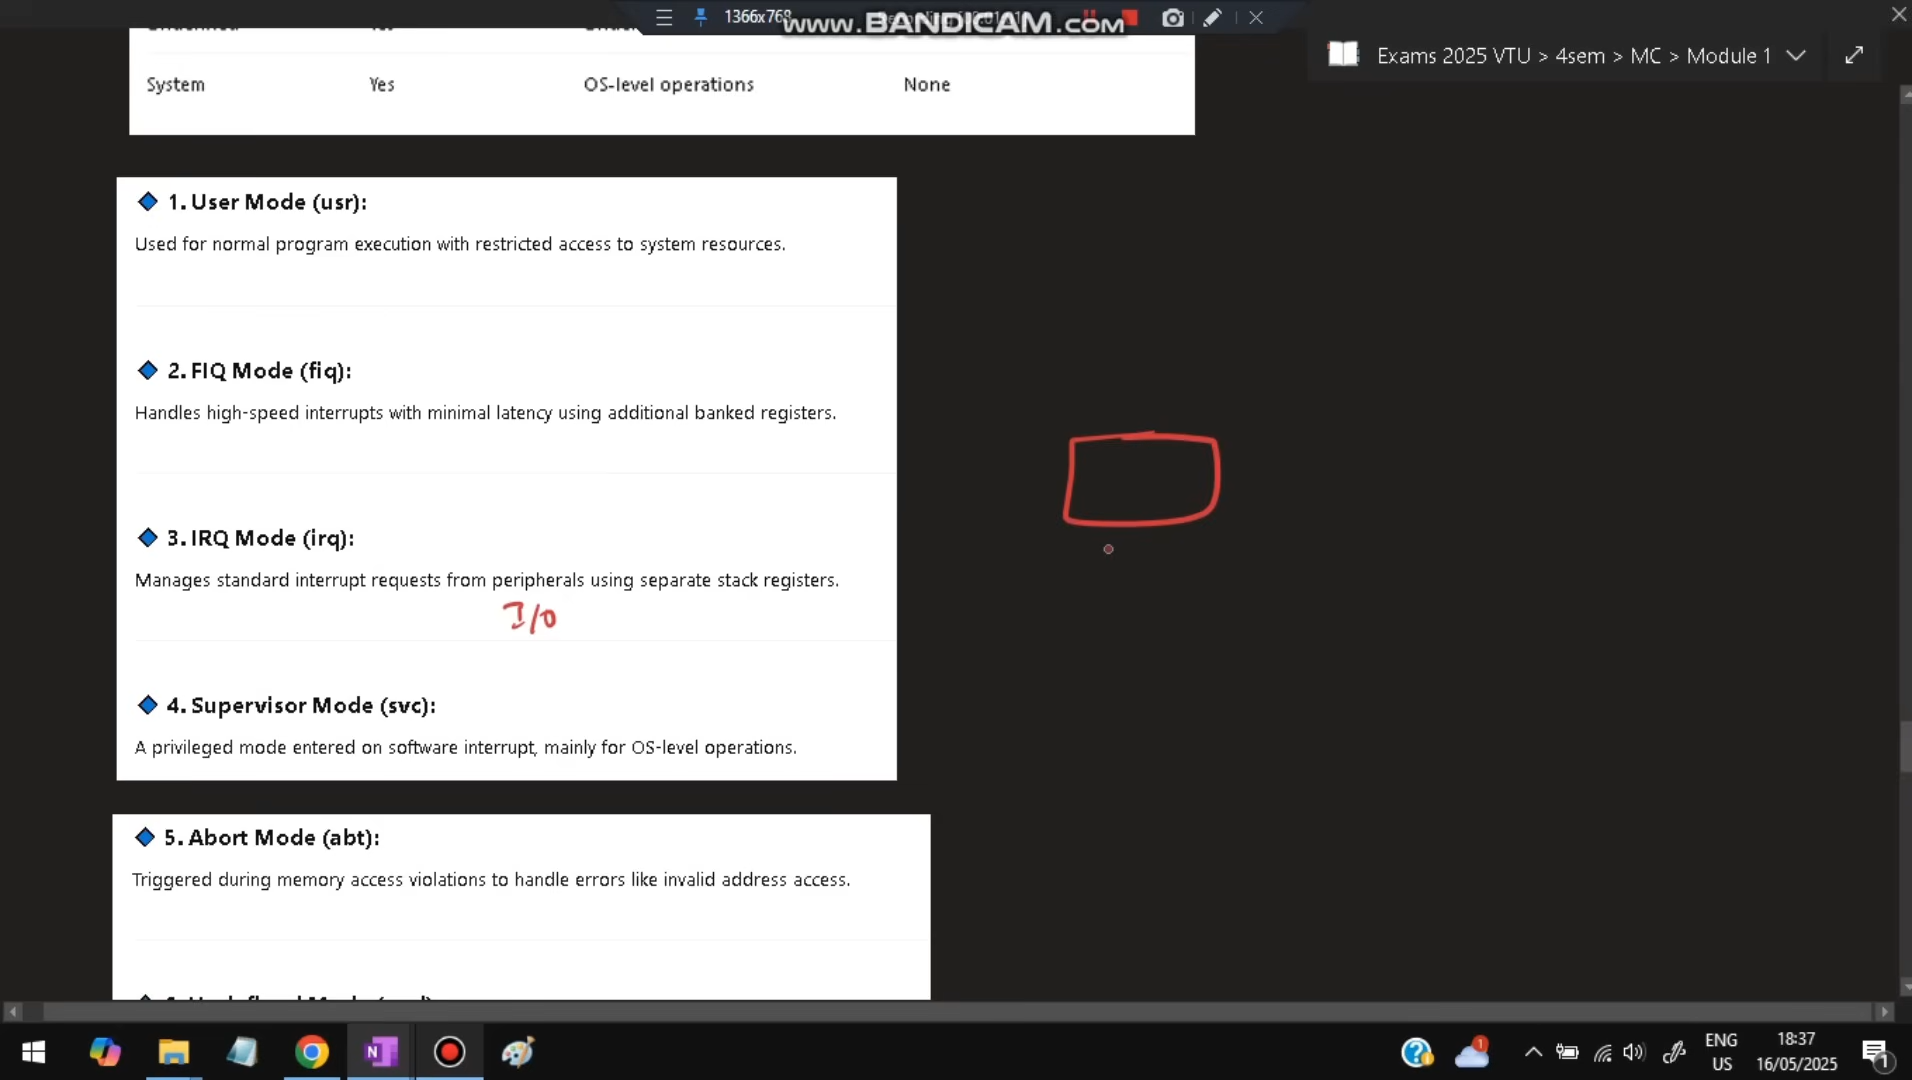 1366x768
www.BANDICAM.com
Exams 2025 VTU > 4sem > MC > Module 1
System Yes OS-level operations None
1. User Mode (usr):
Used for normal program execution with restricted access to system resources.
2. FIQ Mode (fiq):
Handles high-speed interrupts with minimal latency using additional banked registers.
3. IRQ Mode (irq):
Manages standard interrupt requests from peripherals using separate stack registers.
I/O
4. Supervisor Mode (svc):
A privileged mode entered on software interrupt, mainly for OS-level operations.
5. Abort Mode (abt):
Triggered during memory access violations to handle errors like invalid address access.
N
1
ENG
US
18:37
16/05/2025
1